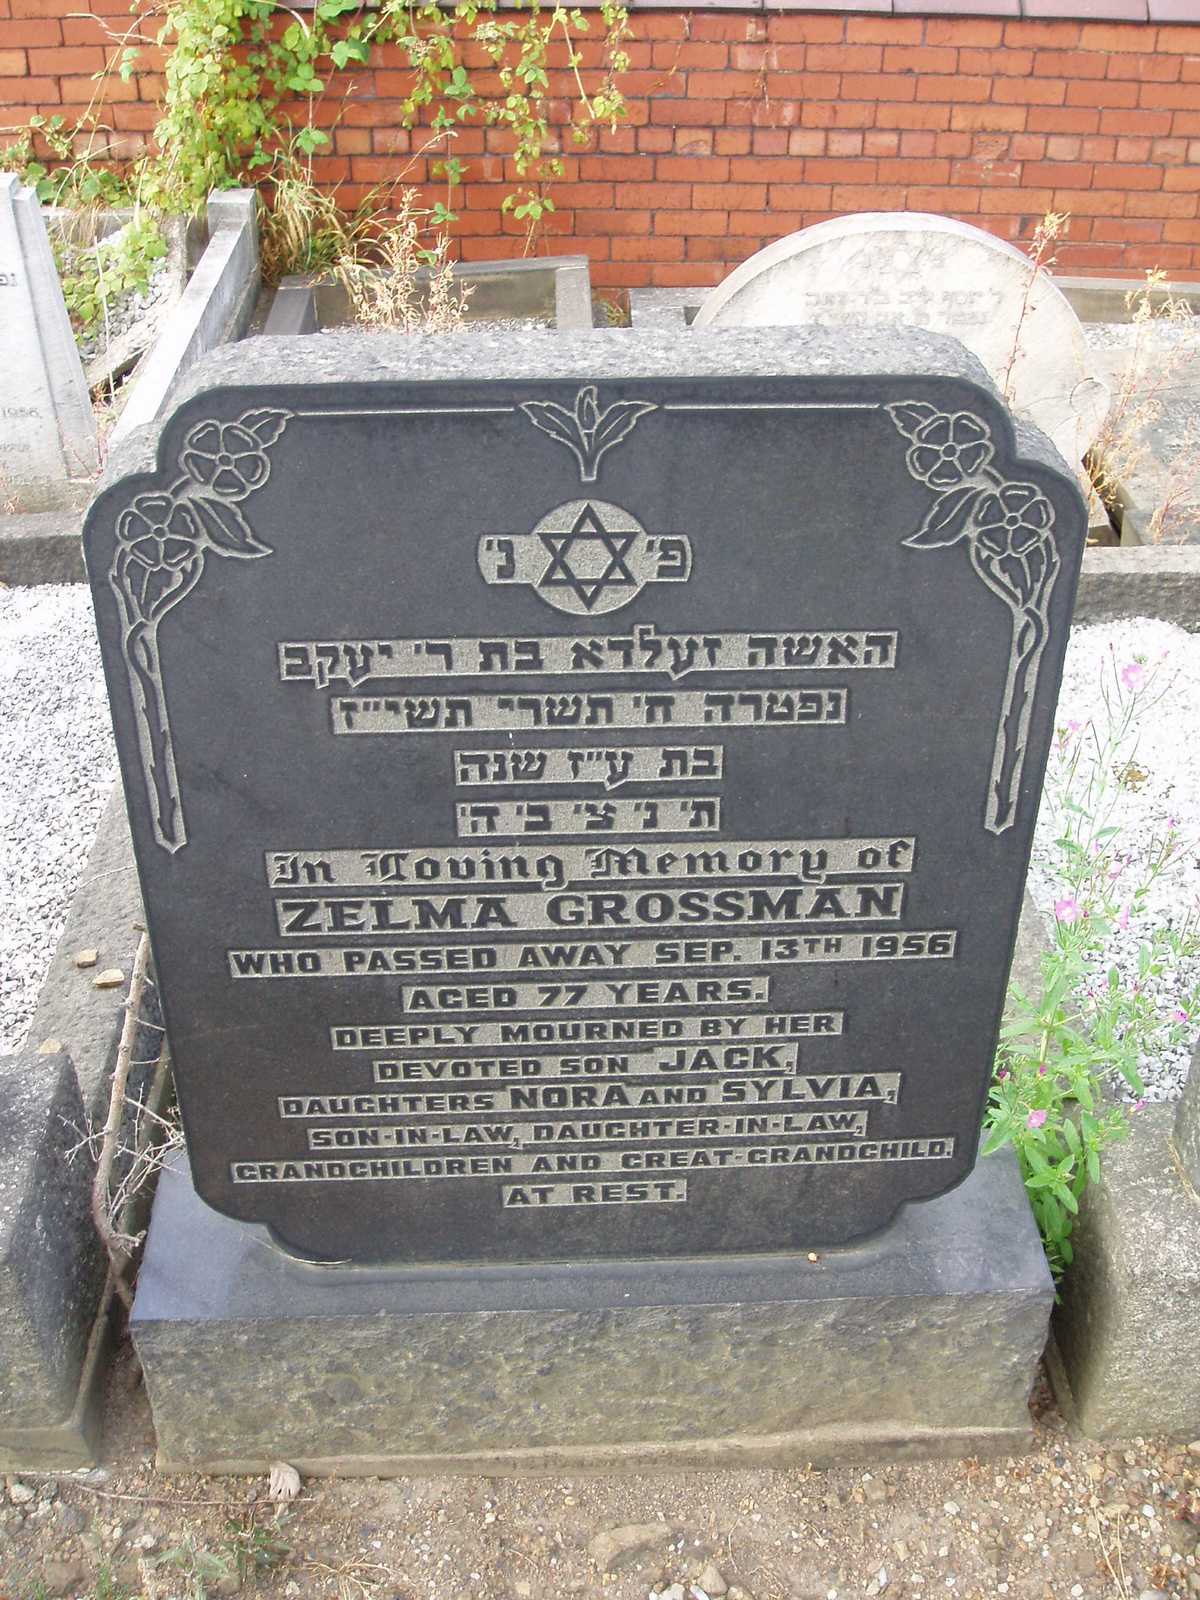 פ' נ'
האשה זעלדא בת ר' יעקב
נפטרה ח' תשרי תשי"ז
בת ע"ז שנה
ת' נ' צ' ב' ה'
In Loving Memory of
ZELMA GROSSMAN
WHO PASSED AWAY SEP. 13TH 1956
AGED 77 YEARS.
DEEPLY MOURNED BY HER
DEVOTED SON JACK,
DAUGHTERS NORA AND SYLVIA,
SON-IN-LAW, DAUGHTER-IN-LAW,
GRANDCHILDREN AND GREAT-GRANDCHILD.
AT REST.
1956.